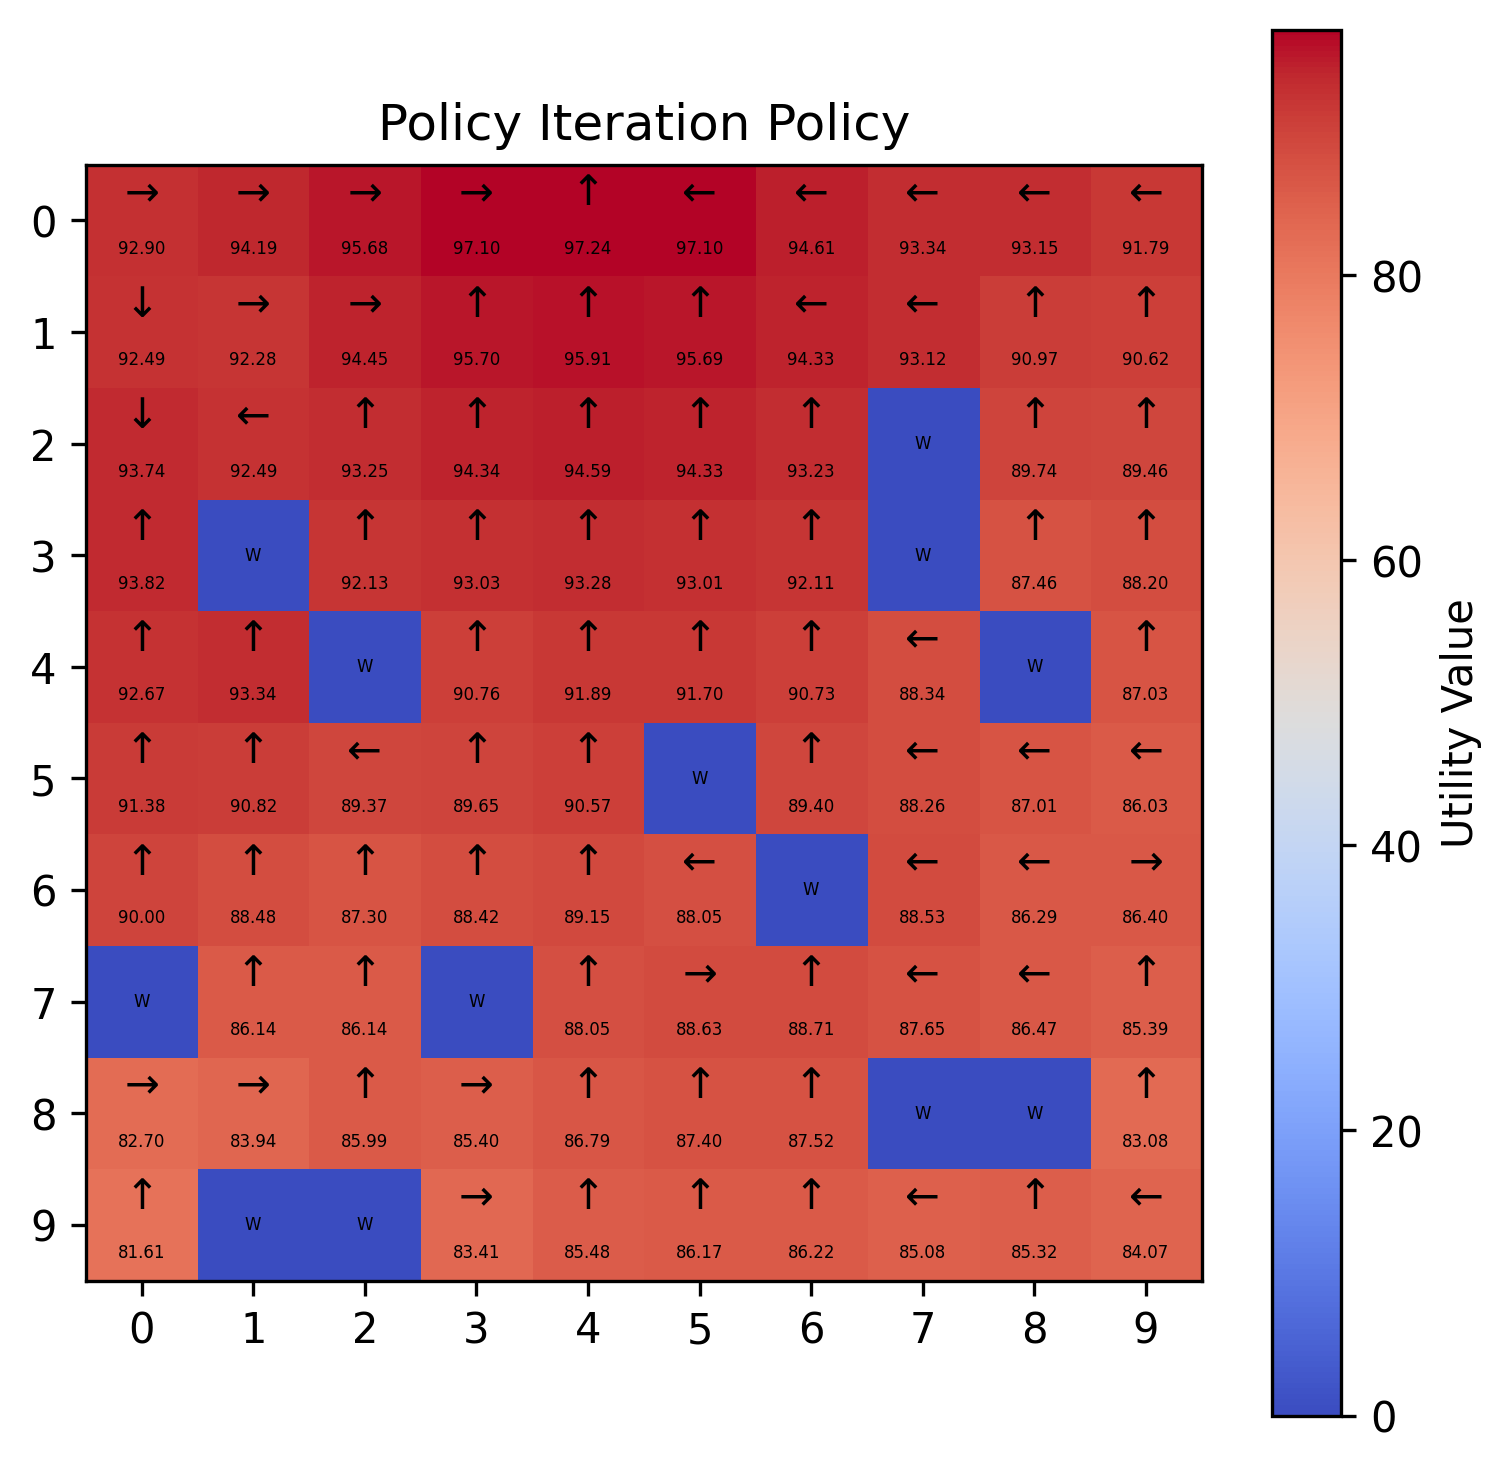 Policy Iteration Policy
→ → → → ↑ ← ← ← ← ←
0 92.90 94.19 95.68 97.10 97.24 97.10 94.61 93.34 93.15 91.79
↓ → → ↑ ↑ ↑ ← ← ↑ ↑
1 92.49 92.28 94.45 95.70 95.91 95.69 94.33 93.12 90.97 90.62
↓ ← ↑ ↑ ↑ ↑ ↑ W ↑ ↑
2 93.74 92.49 93.25 94.34 94.59 94.33 93.23 89.74 89.46
↑ W ↑ ↑ ↑ ↑ ↑ W ↑ ↑
3 93.82 92.13 93.03 93.28 93.01 92.11 87.46 88.20
↑ ↑ W ↑ ↑ ↑ ↑ ← W ↑
4 92.67 93.34 90.76 91.89 91.70 90.73 88.34 87.03
↑ ↑ ← ↑ ↑ W ↑ ← ← ←
5 91.38 90.82 89.37 89.65 90.57 89.40 88.26 87.01 86.03
↑ ↑ ↑ ↑ ↑ ← W ← ← →
6 90.00 88.48 87.30 88.42 89.15 88.05 88.53 86.29 86.40
W ↑ ↑ W ↑ → ↑ ← ← ↑
7 86.14 86.14 88.05 88.63 88.71 87.65 86.47 85.39
→ → ↑ → ↑ ↑ ↑ W W ↑
8 82.70 83.94 85.99 85.40 86.79 87.40 87.52 83.08
↑ W W → ↑ ↑ ↑ ← ↑ ←
9 81.61 83.41 85.48 86.17 86.22 85.08 85.32 84.07
0 1 2 3 4 5 6 7 8 9
80
60
40
20
0
Utility Value